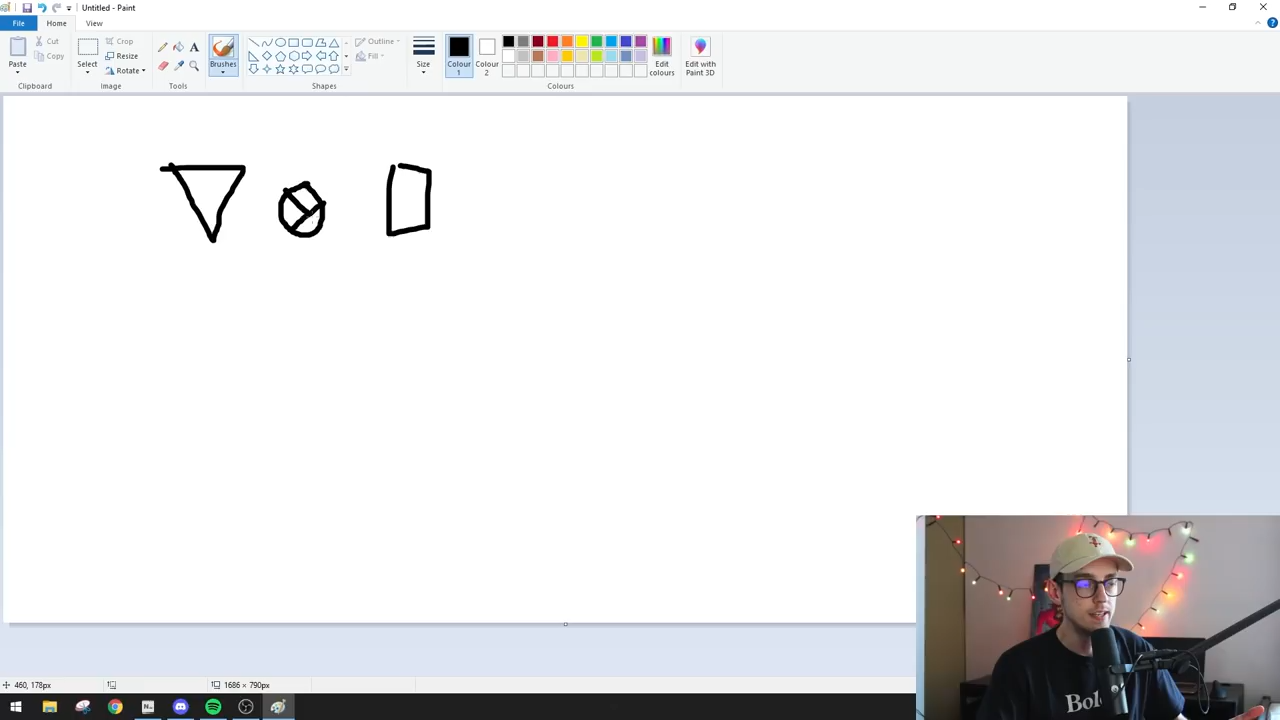 Untitled - Paint
File
Home
View
Paste
Cut
Copy
Clipboard
Select
Crop
Resize
Rotate
Image
A
Tools
Brushes
Outline
Fill
Shapes
Size
Colour 1
Colour 2
Edit colours
Edit with Paint 3D
Colours
460, 178px
1686 × 790px